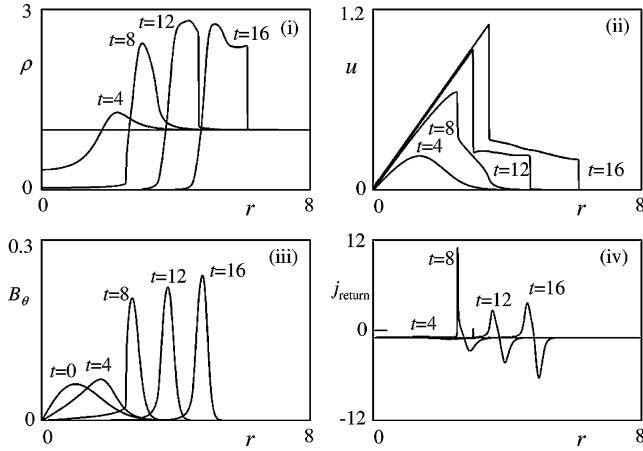 3
ρ
0
0
r
8
(i)
t=4
t=8
t=12
t=16
1.2
u
0
0
r
8
(ii)
t=8
t=4
t=12
t=16
0.3
Bθ
0
0
r
8
(iii)
t=0
t=4
t=8
t=12
t=16
12
jreturn
0
-12
0
r
8
(iv)
t=8
t=4
t=12
t=16